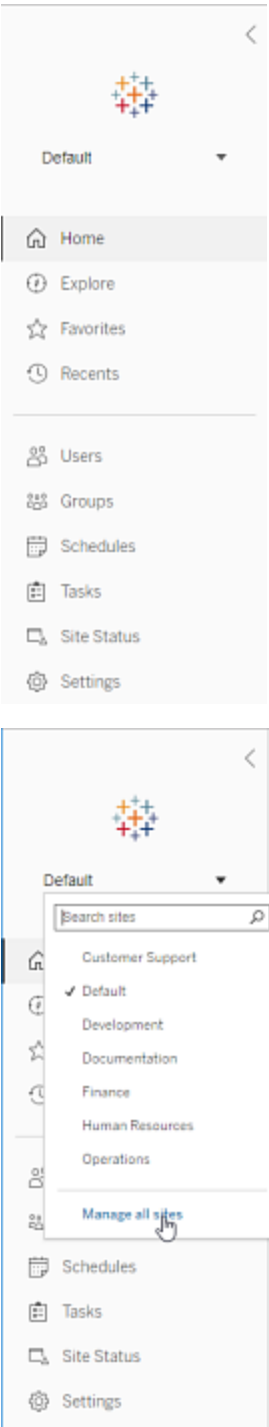 Default
Home
Explore
Favorites
Recents
Users
Groups
Schedules
Tasks
Site Status
Settings
Default
Search sites
Customer Support
Default
Development
Documentation
Finance
Human Resources
Operations
Manage all sites
Schedules
Tasks
Site Status
Settings